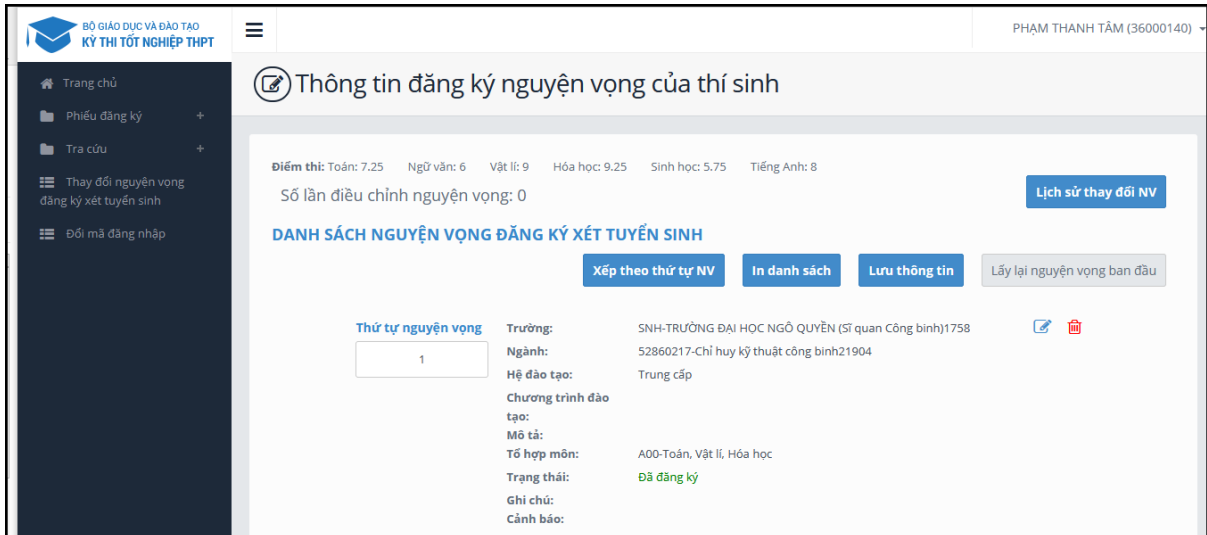 BỘ GIÁO DỤC VÀ ĐÀO TẠO
KỲ THI TỐT NGHIỆP THPT
PHẠM THANH TÂM (36000140)
Trang chủ
Phiếu đăng ký +
Tra cứu +
Thay đổi nguyện vọng
đăng ký xét tuyển sinh
Đổi mã đăng nhập
Thông tin đăng ký nguyện vọng của thí sinh
Điểm thi: Toán: 7.25 Ngữ văn: 6 Vật lí: 9 Hóa học: 9.25 Sinh học: 5.75 Tiếng Anh: 8
Số lần điều chỉnh nguyện vọng: 0
Lịch sử thay đổi NV
DANH SÁCH NGUYỆN VỌNG ĐĂNG KÝ XÉT TUYỂN SINH
Xếp theo thứ tự NV In danh sách Lưu thông tin Lấy lại nguyện vọng ban đầu
Thứ tự nguyện vọng
1
Trường: SNH-TRƯỜNG ĐẠI HỌC NGÔ QUYỀN (Sĩ quan Công binh)1758
Ngành: 52860217-Chỉ huy kỹ thuật công binh21904
Hệ đào tạo: Trung cấp
Chương trình đào
tạo:
Mô tả:
Tổ hợp môn: A00-Toán, Vật lí, Hóa học
Trạng thái: Đã đăng ký
Ghi chú:
Cảnh báo: